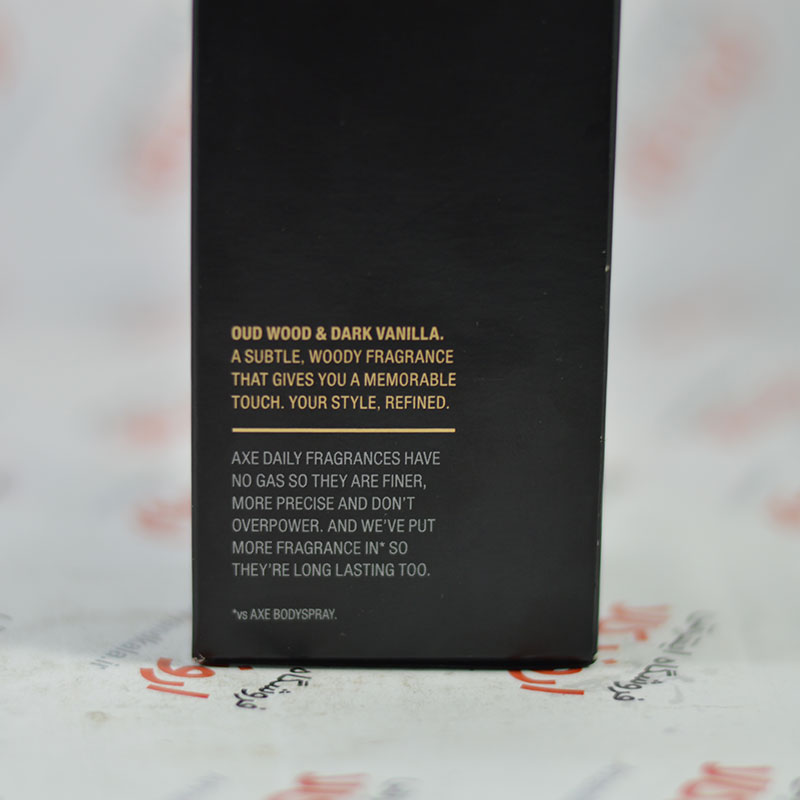 OUD WOOD & DARK VANILLA.
A SUBTLE, WOODY FRAGRANCE
THAT GIVES YOU A MEMORABLE
TOUCH. YOUR STYLE, REFINED.
AXE DAILY FRAGRANCES HAVE
NO GAS SO THEY ARE FINER,
MORE PRECISE AND DON'T
OVERPOWER. AND WE'VE PUT
MORE FRAGRANCE IN* SO
THEY'RE LONG LASTING TOO.
*vs AXE BODYSPRAY.